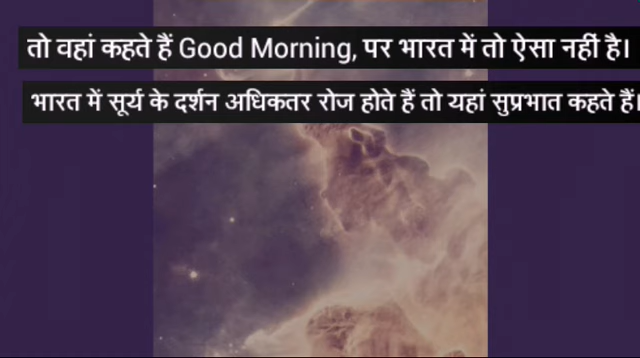 तो वहां कहते हैं Good Morning, पर भारत में तो ऐसा नहीं है।
भारत में सूर्य के दर्शन अधिकतर रोज होते हैं तो यहां सुप्रभात कहते हैं।